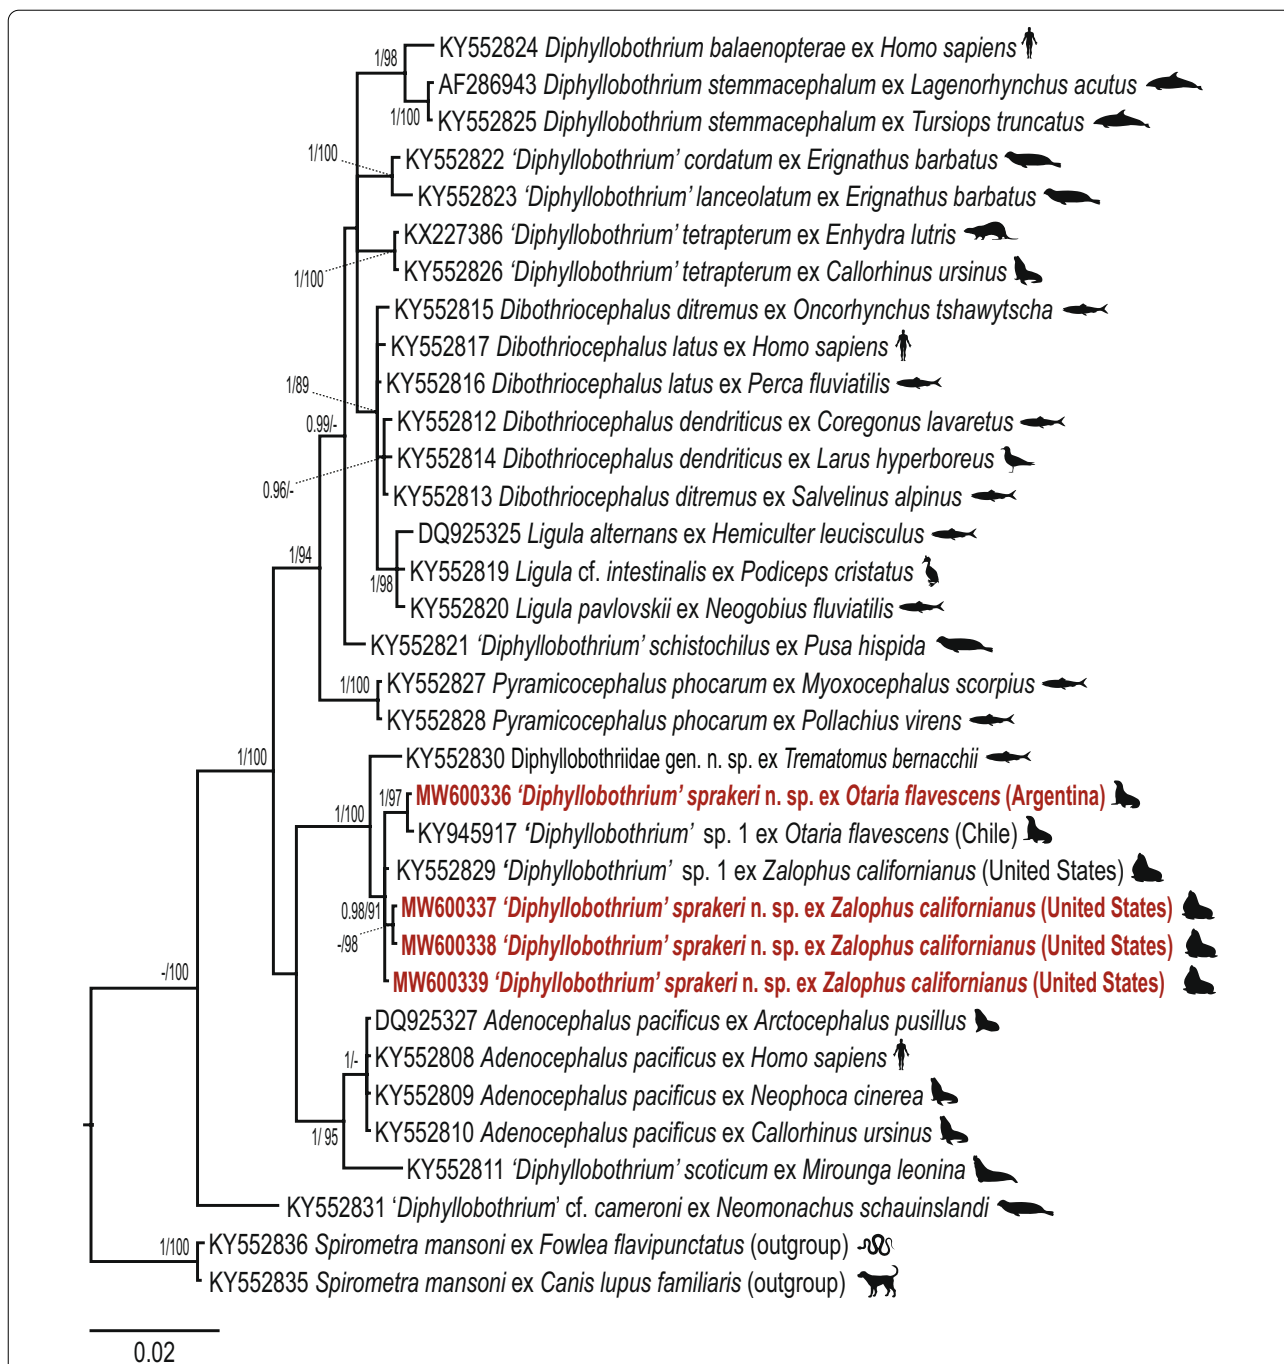 KY552824 Diphyllobothrium balaenopterae ex Homo sapiens
1/98
AF286943 Diphyllobothrium stemmacephalum ex Lagenorhynchus acutus
1/100
KY552825 Diphyllobothrium stemmacephalum ex Tursiops truncatus
1/100
KY552822 'Diphyllobothrium' cordatum ex Erignathus barbatus
KY552823 'Diphyllobothrium' lanceolatum ex Erignathus barbatus
KX227386 'Diphyllobothrium' tetrapterum ex Enhydra lutris
1/100
KY552826 'Diphyllobothrium' tetrapterum ex Callorhinus ursinus
KY552815 Dibothriocephalus ditremus ex Oncorhynchus tshawytscha
KY552817 Dibothriocephalus latus ex Homo sapiens
1/89
KY552816 Dibothriocephalus latus ex Perca fluviatilis
0.99/-
KY552812 Dibothriocephalus dendriticus ex Coregonus lavaretus
KY552814 Dibothriocephalus dendriticus ex Larus hyperboreus
0.96/-
KY552813 Dibothriocephalus ditremus ex Salvelinus alpinus
DQ925325 Ligula alternans ex Hemiculter leucisculus
1/94
KY552819 Ligula cf. intestinalis ex Podiceps cristatus
1/98
KY552820 Ligula pavlovskii ex Neogobius fluviatilis
KY552821 'Diphyllobothrium' schistochilus ex Pusa hispida
1/100
KY552827 Pyramicocephalus phocarum ex Myoxocephalus scorpius
KY552828 Pyramicocephalus phocarum ex Pollachius virens
1/100
KY552830 Diphyllobothriidae gen. n. sp. ex Trematomus bernacchii
1/97
MW600336 'Diphyllobothrium' sprakeri n. sp. ex Otaria flavescens (Argentina)
1/100
KY945917 'Diphyllobothrium' sp. 1 ex Otaria flavescens (Chile)
KY552829 'Diphyllobothrium' sp. 1 ex Zalophus californianus (United States)
0.98/91
MW600337 'Diphyllobothrium' sprakeri n. sp. ex Zalophus californianus (United States)
-/98
MW600338 'Diphyllobothrium' sprakeri n. sp. ex Zalophus californianus (United States)
-/100
MW600339 'Diphyllobothrium' sprakeri n. sp. ex Zalophus californianus (United States)
DQ925327 Adenocephalus pacificus ex Arctocephalus pusillus
1/-
KY552808 Adenocephalus pacificus ex Homo sapiens
KY552809 Adenocephalus pacificus ex Neophoca cinerea
1/ 95
KY552810 Adenocephalus pacificus ex Callorhinus ursinus
KY552811 'Diphyllobothrium' scoticum ex Mirounga leonina
KY552831 'Diphyllobothrium' cf. cameroni ex Neomonachus schauinslandi
1/100
KY552836 Spirometra mansoni ex Fowlea flavipunctatus (outgroup)
KY552835 Spirometra mansoni ex Canis lupus familiaris (outgroup)
0.02